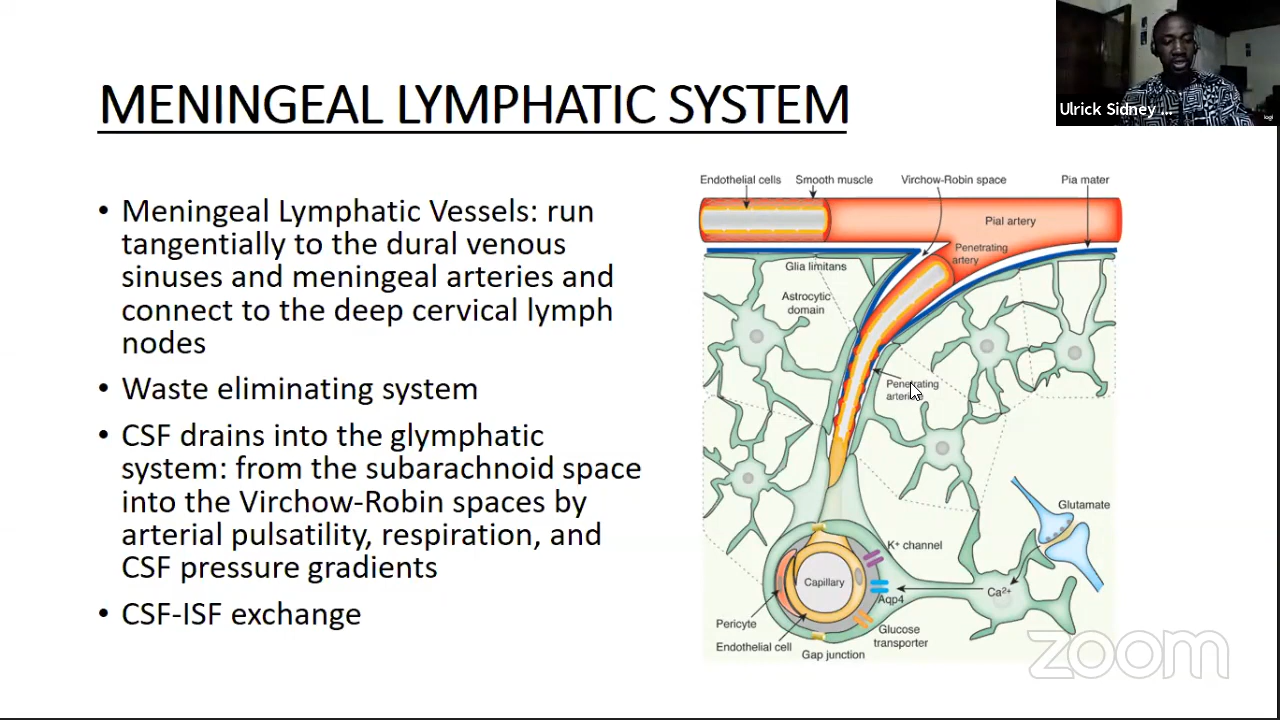 MENINGEAL LYMPHATIC SYSTEM
Ulrick Sidney ...
logi
• Meningeal Lymphatic Vessels: run
tangentially to the dural venous
sinuses and meningeal arteries and
connect to the deep cervical lymph
nodes
• Waste eliminating system
• CSF drains into the glymphatic
system: from the subarachnoid space
into the Virchow-Robin spaces by
arterial pulsatility, respiration, and
CSF pressure gradients
• CSF-ISF exchange
Endothelial cells
Smooth muscle
Virchow-Robin space
Pia mater
Pial artery
Penetrating
artery
Glia limitans
Astrocytic
domain
Penetrating
Glutamate
K+ channel
Capillary
Aqp4
Ca2+
Pericyte
Glucose
transporter
Endothelial cell
Gap junction
zoom